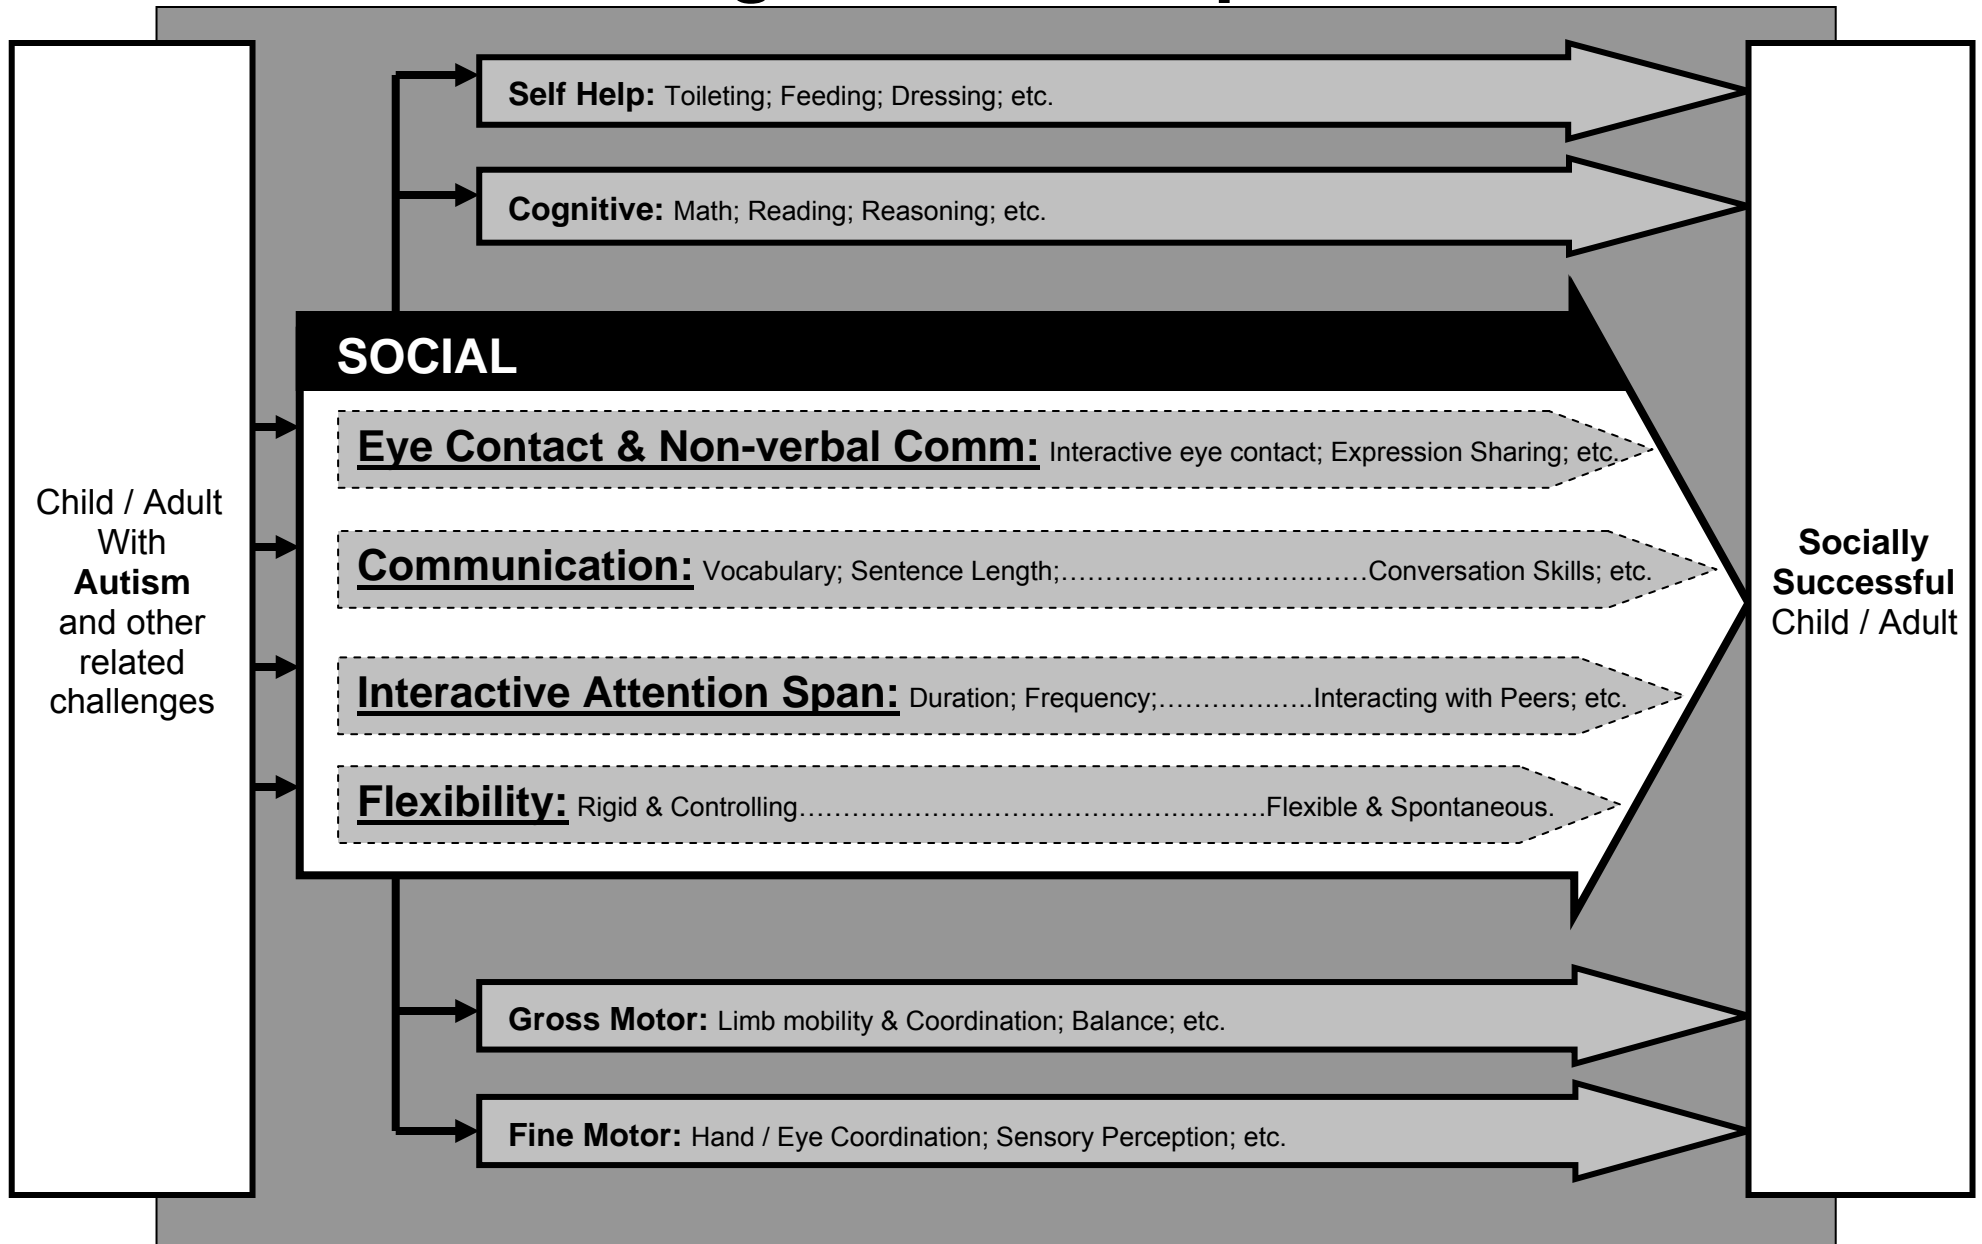 Self Help: Toileting; Feeding; Dressing; etc.
Cognitive: Math; Reading; Reasoning; etc.
SOCIAL
Eye Contact & Non-verbal Comm: Interactive eye contact; Expression Sharing; etc.
Communication: Vocabulary; Sentence Length;……………………………Conversation Skills; etc.
Interactive Attention Span: Duration; Frequency;……………….Interacting with Peers; etc.
Flexibility: Rigid & Controlling…………………………………………….Flexible & Spontaneous.
Child / Adult
With
Autism
and other
related
challenges
Socially
Successful
Child / Adult
Gross Motor: Limb mobility & Coordination; Balance; etc.
Fine Motor: Hand / Eye Coordination; Sensory Perception; etc.